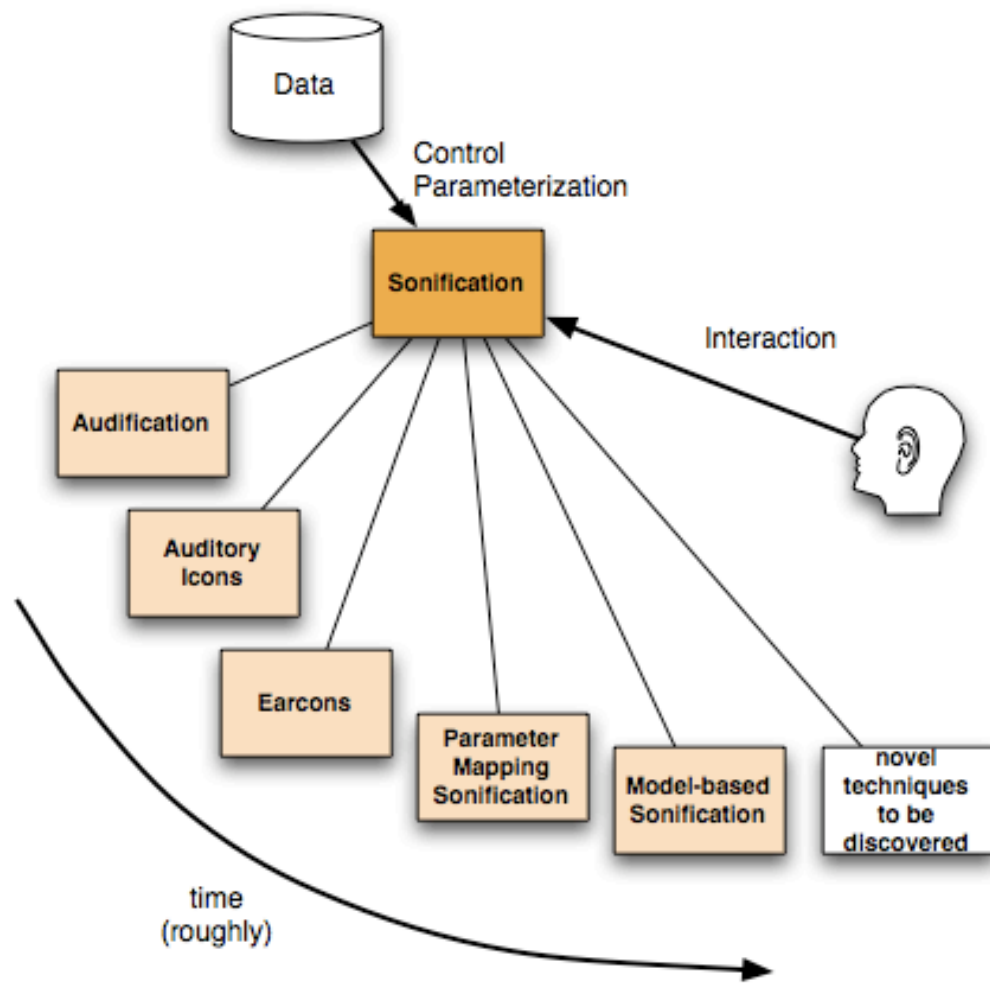 Data
Control
Parameterization
Sonification
Interaction
Audification
Auditory
Icons
Earcons
Parameter
Mapping
Sonification
Model-based
Sonification
novel
techniques
to be
discovered
time
(roughly)